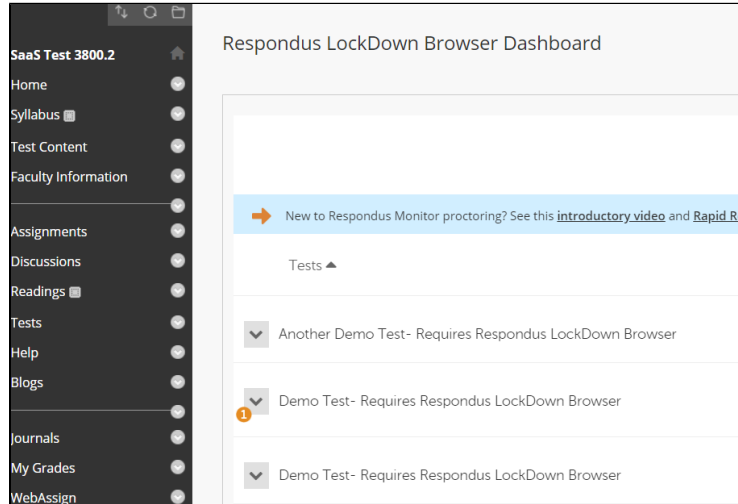 SaaS Test 3800.2
Home
Syllabus
Test Content
Faculty Information
Assignments
Discussions
Readings
Tests
Help
Blogs
Journals
My Grades
WebAssign
Respondus LockDown Browser Dashboard
New to Respondus Monitor proctoring? See this introductory video and Rapid R
Tests
Another Demo Test- Requires Respondus LockDown Browser
1
Demo Test- Requires Respondus LockDown Browser
Demo Test- Requires Respondus LockDown Browser